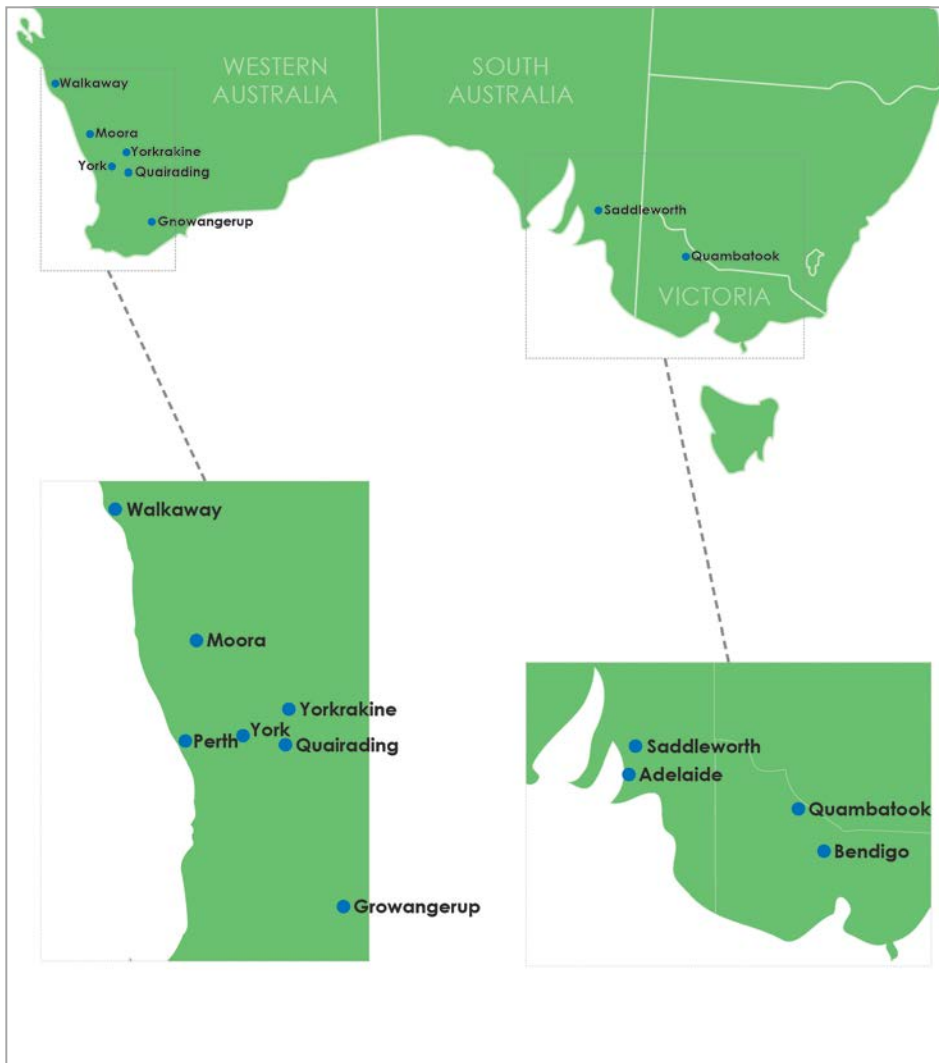 WESTERN
AUSTRALIA
SOUTH
AUSTRALIA
Walkaway
Moora
Yorkrakine
York
Quairading
Gnowangerup
Saddleworth
Quambatook
VICTORIA
Walkaway
Moora
Yorkrakine
York
Perth
Quairading
Growangerup
Saddleworth
Adelaide
Quambatook
Bendigo